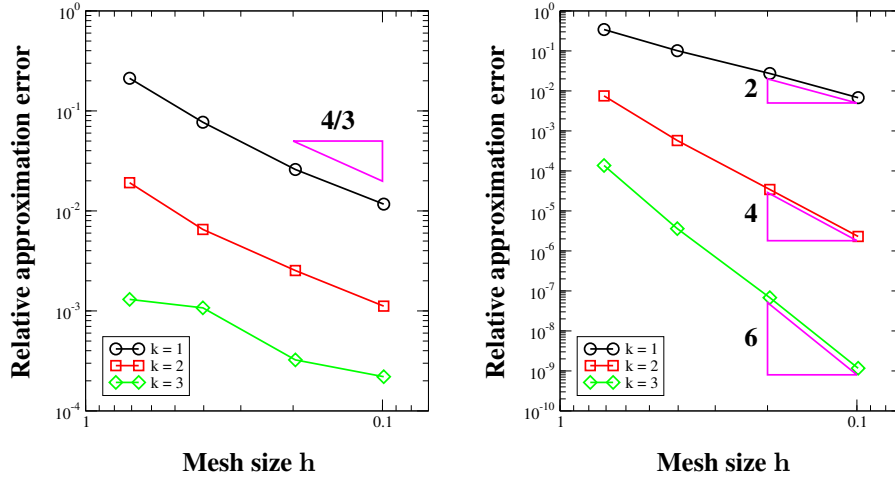 Relative approximation error
10^0
10^-1
10^-2
10^-3
10^-4
4/3
k = 1
k = 2
k = 3
1
0.1
Mesh size h
Relative approximation error
10^0
10^-1
10^-2
10^-3
10^-4
10^-5
10^-6
10^-7
10^-8
10^-9
10^-10
2
4
6
k = 1
k = 2
k = 3
1
0.1
Mesh size h